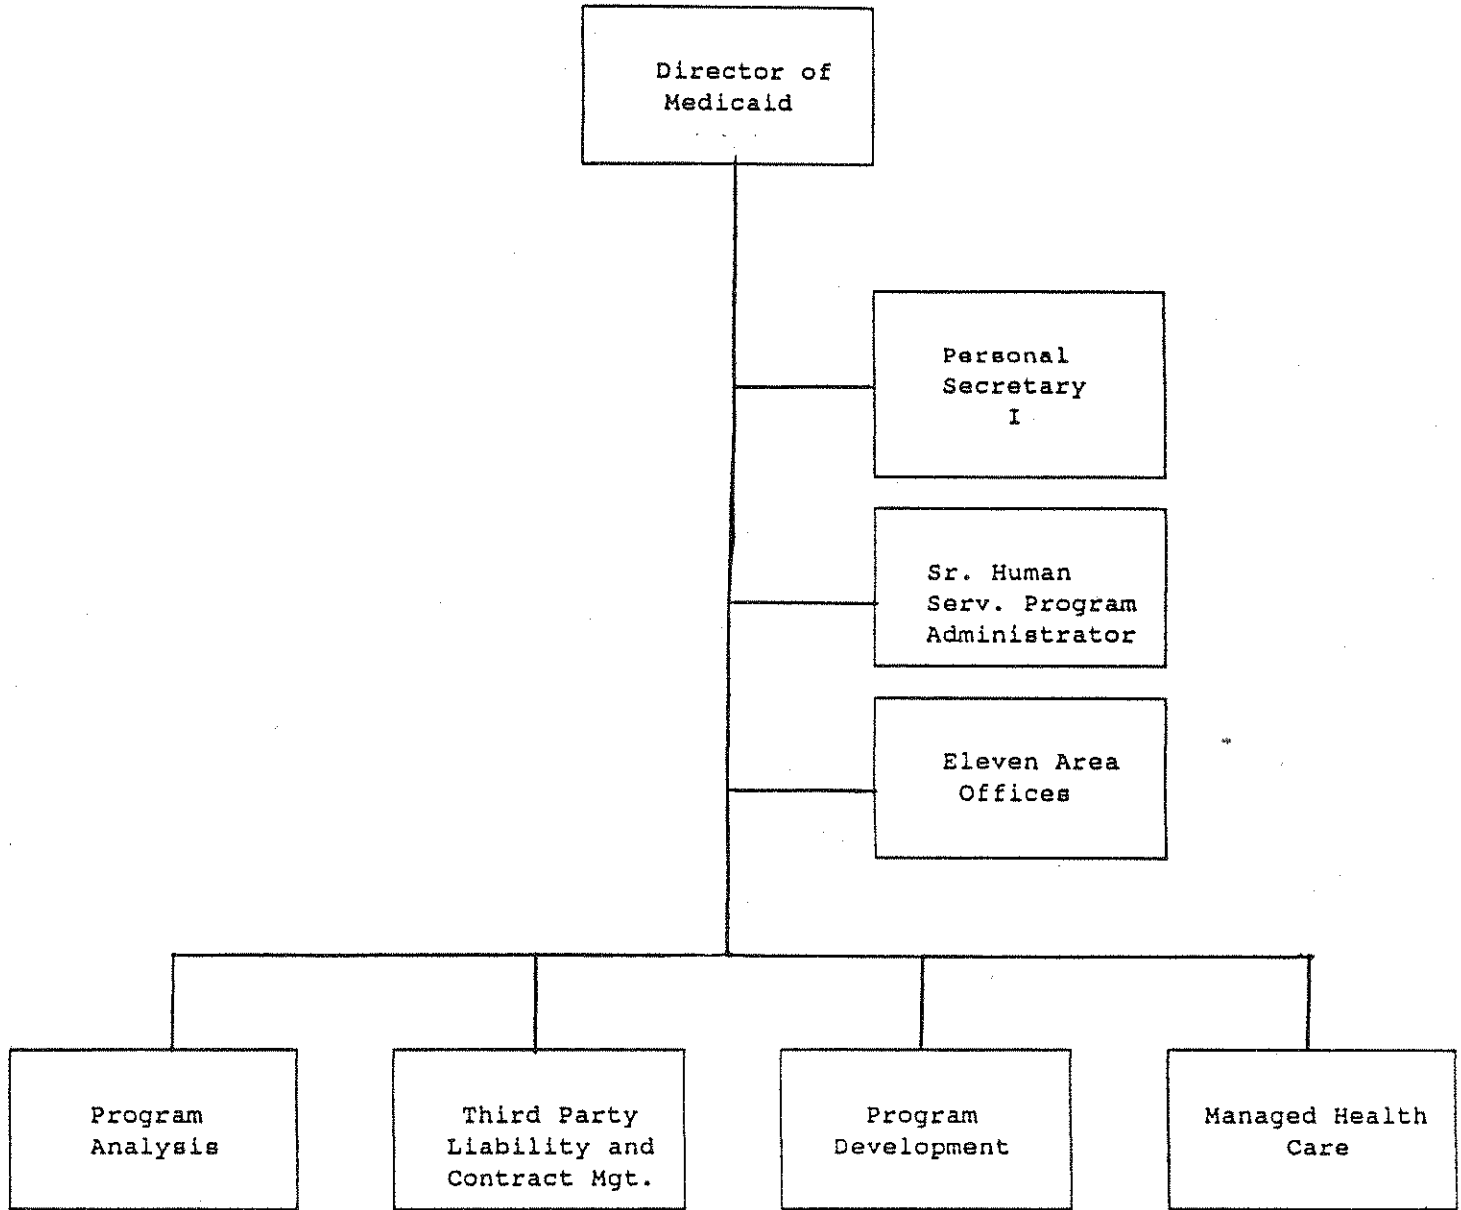 Director of
Medicaid
Personal
Secretary
I
Sr. Human
Serv. Program
Administrator
Eleven Area
Offices
Program
Analysis
Third Party
Liability and
Contract Mgt.
Program
Development
Managed Health
Care